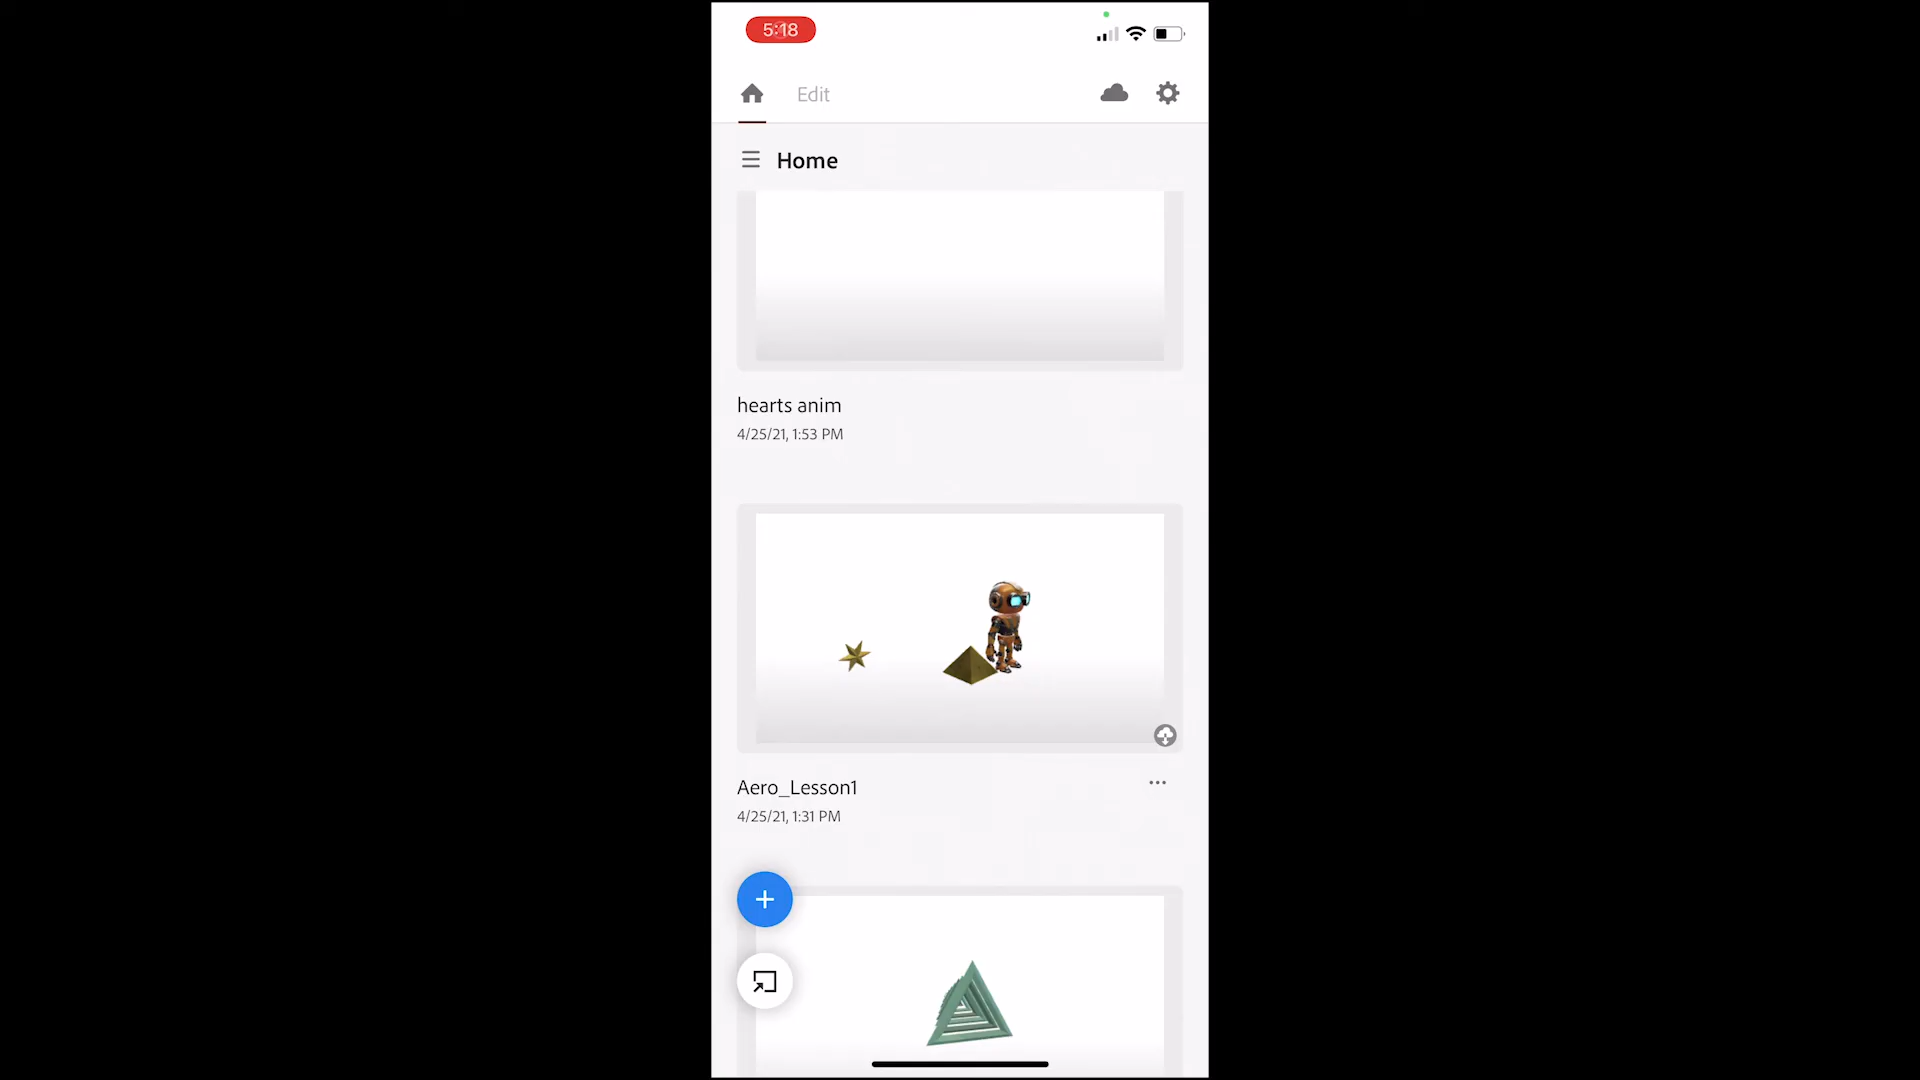 5:18
Edit
Home
hearts anim
4/25/21, 1:53 PM
Aero_Lesson1
4/25/21, 1:31 PM